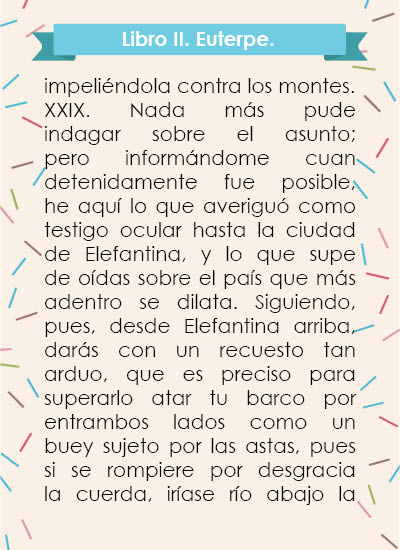 Libro II. Euterpe.
impeliéndola contra los montes.
XXIX. Nada más pude
indagar sobre el asunto;
pero informándome cuan
detenidamente fue posible,
he aquí lo que averiguó como
testigo ocular hasta la ciudad
de Elefantina, y lo que supe
de oídas sobre el país que más
adentro se dilata. Siguiendo,
pues, desde Elefantina arriba,
darás con un recuesto tan
arduo, que es preciso para
superarlo atar tu barco por
entrambos lados como un
buey sujeto por las astas, pues
si se rompiere por desgracia
la cuerda, iríase río abajo la